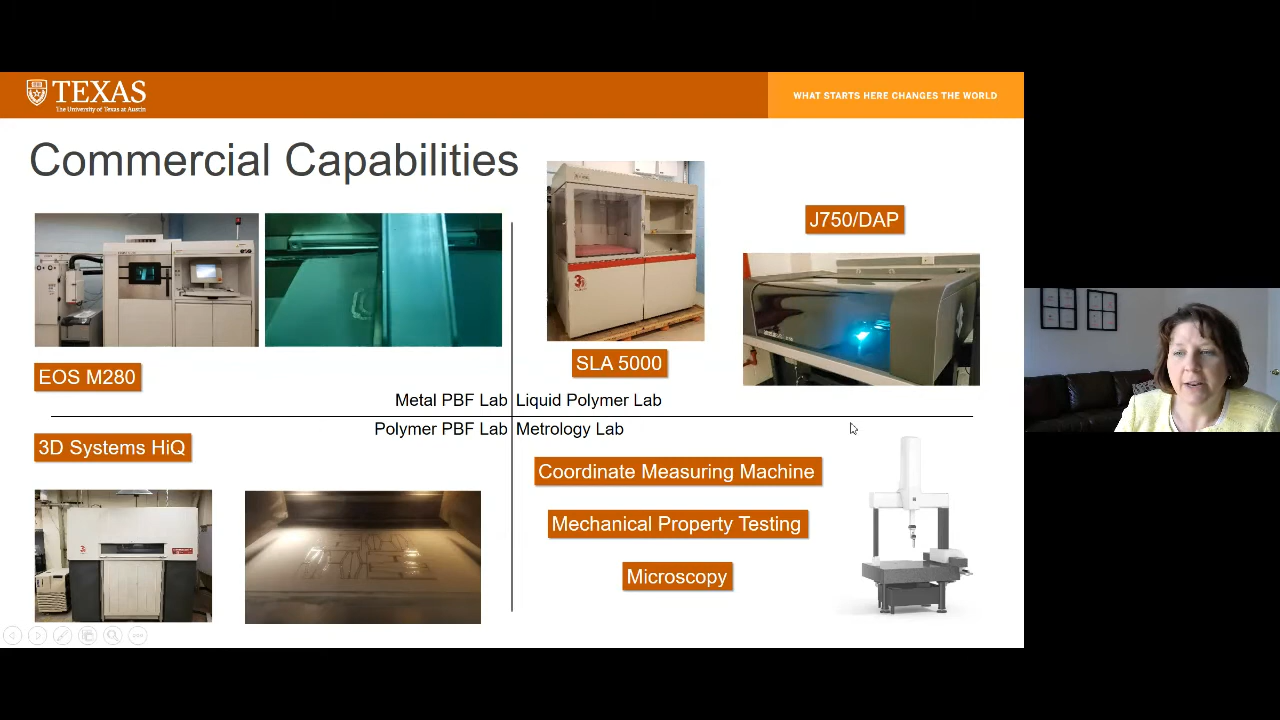 TEXAS
The University of Texas at Austin
WHAT STARTS HERE CHANGES THE WORLD
Commercial Capabilities
J750/DAP
SLA 5000
EOS M280
Metal PBF Lab
Liquid Polymer Lab
Polymer PBF Lab
Metrology Lab
3D Systems HiQ
Coordinate Measuring Machine
Mechanical Property Testing
Microscopy